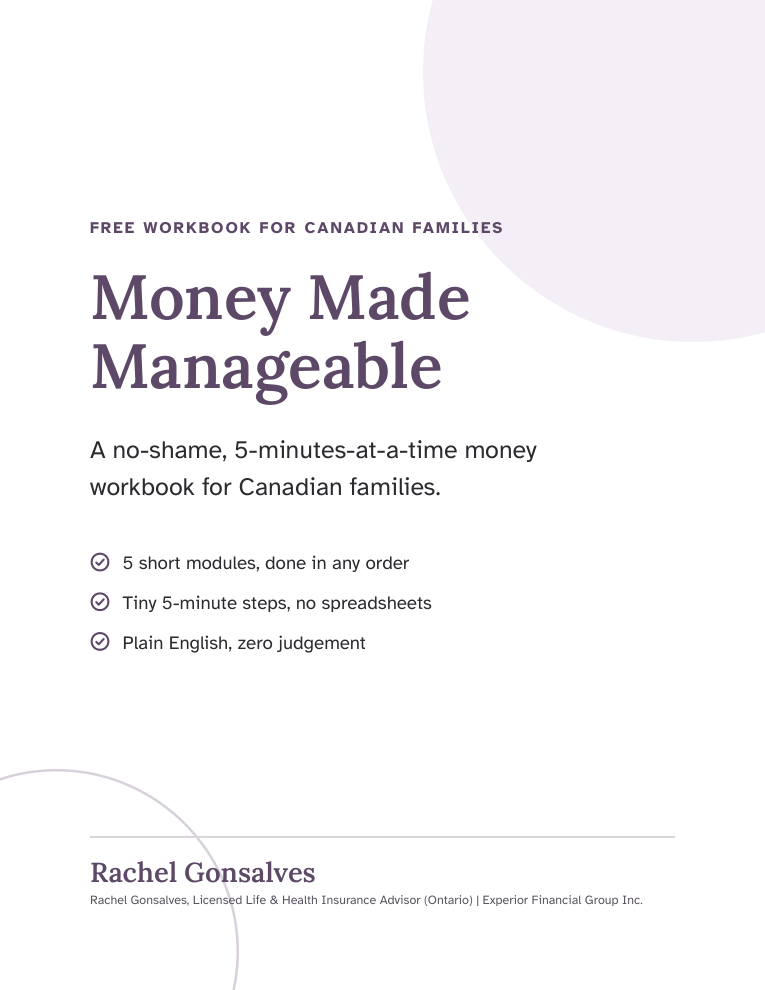 FREE WORKBOOK FOR CANADIAN FAMILIES
Money Made
Manageable
A no-shame, 5-minutes-at-a-time money
workbook for Canadian families.
5 short modules, done in any order
Tiny 5-minute steps, no spreadsheets
Plain English, zero judgement
Rachel Gonsalves
Rachel Gonsalves, Licensed Life & Health Insurance Advisor (Ontario) | Experior Financial Group Inc.